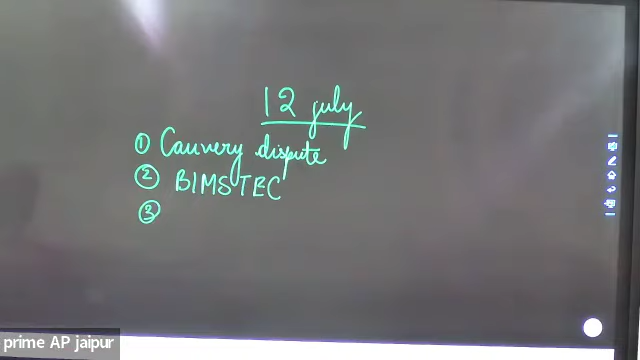 12 july
① Cauvery dispute
② BIMSTEC
③
prime AP jaipur